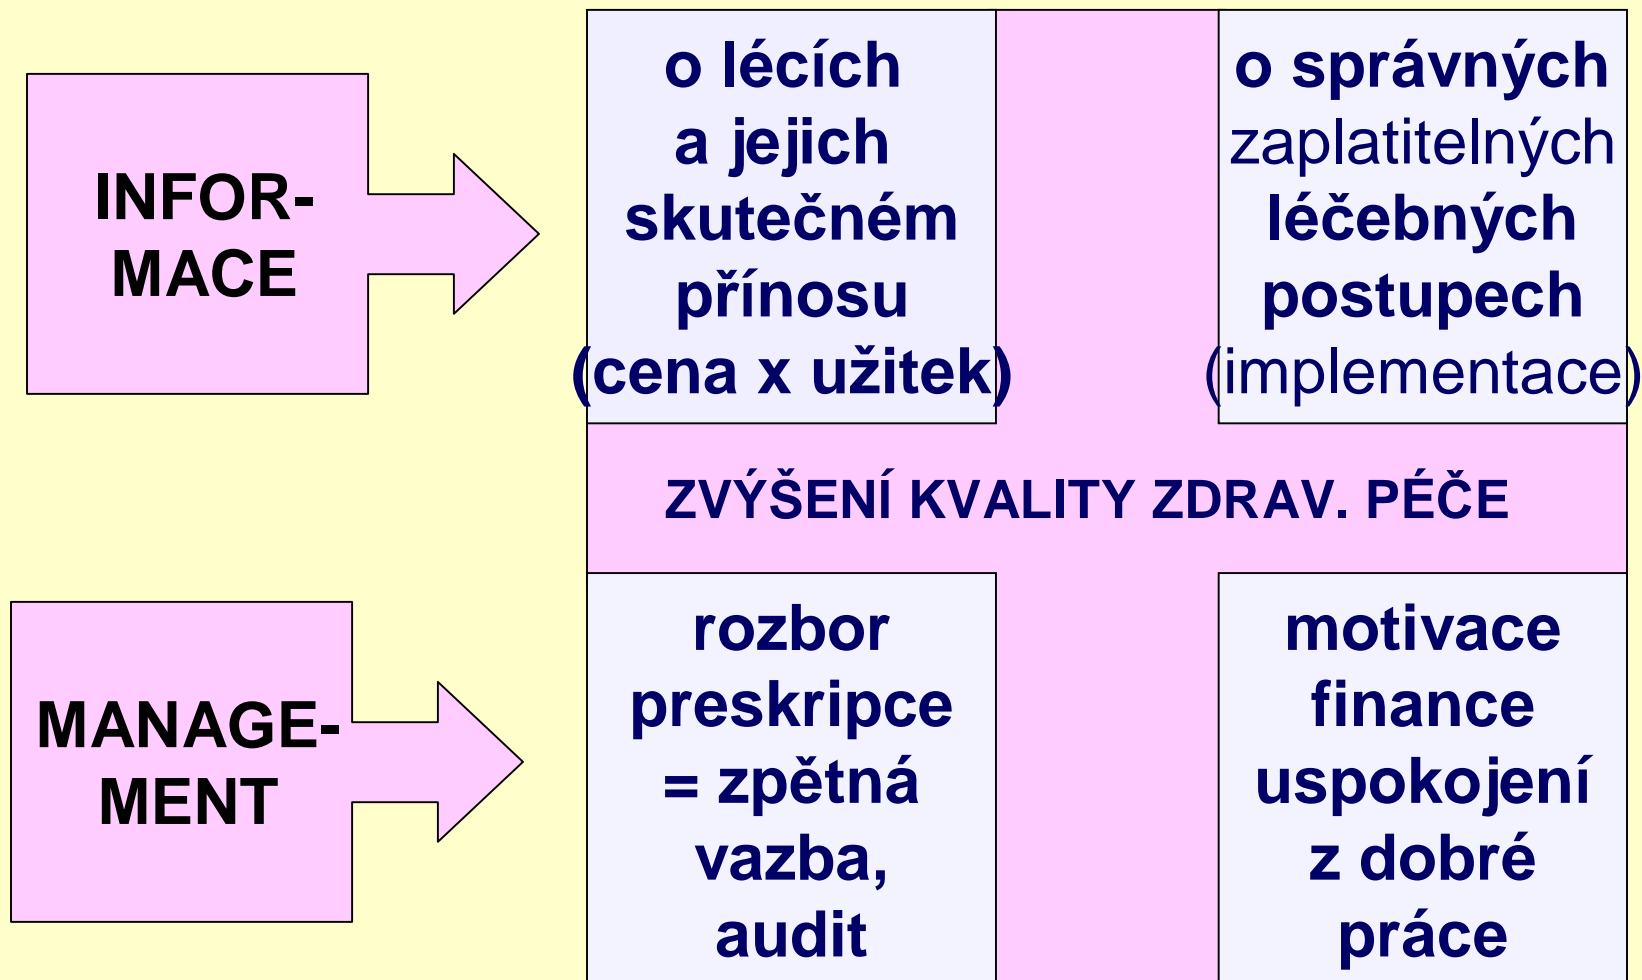 INFOR-
MACE
o lécích
a jejich
skutečném
přínosu
(cena x užitek)
o správných
zaplatitelných
léčebných
postupech
(implementace)
ZVÝŠENÍ KVALITY ZDRAV. PÉČE
MANAGE-
MENT
rozbor
preskripce
= zpětná
vazba,
audit
motivace
finance
uspokojení
z dobré
práce